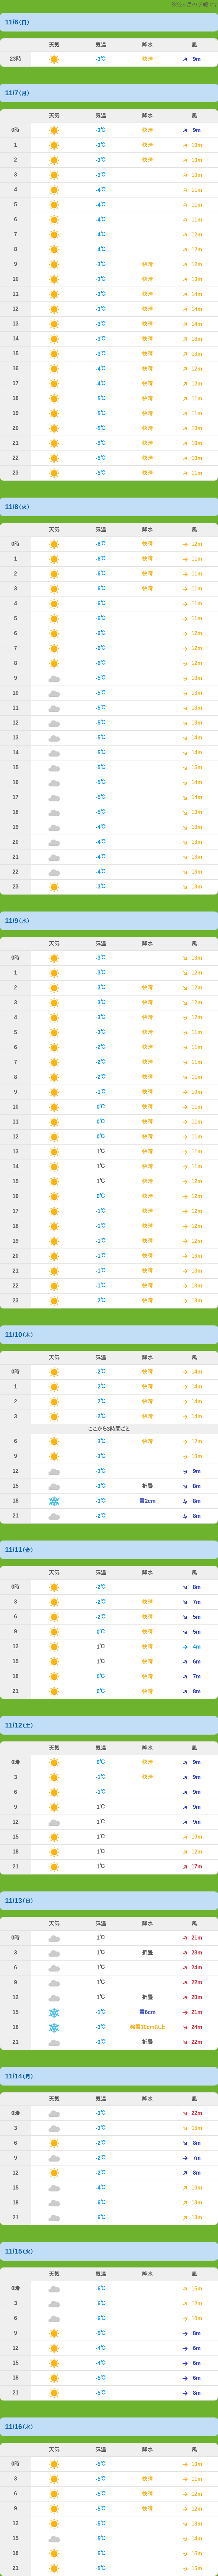 11/6(日)
天気 気温 降水 風
23時 -3℃ 快晴 9m
11/7(月)
天気 気温 降水 風
0時 -3℃ 快晴 9m
1 -3℃ 快晴 10m
2 -3℃ 快晴 10m
3 -3℃ 10m
4 -4℃ 11m
5 -4℃ 11m
6 -4℃ 11m
7 -4℃ 12m
8 -4℃ 12m
9 -3℃ 快晴 12m
10 -3℃ 快晴 13m
11 -3℃ 快晴 14m
12 -3℃ 快晴 14m
13 -3℃ 快晴 14m
14 -3℃ 快晴 13m
15 -3℃ 快晴 13m
16 -4℃ 快晴 12m
17 -4℃ 快晴 12m
18 -5℃ 快晴 11m
19 -5℃ 快晴 11m
20 -5℃ 快晴 10m
21 -5℃ 快晴 10m
22 -5℃ 快晴 10m
23 -5℃ 快晴 11m
11/8(火)
天気 気温 降水 風
0時 -6℃ 快晴 12m
1 -6℃ 快晴 11m
2 -6℃ 快晴 11m
3 -6℃ 快晴 11m
4 -6℃ 11m
5 -6℃ 12m
6 -6℃ 12m
7 -6℃ 12m
8 -6℃ 12m
9 -5℃ 13m
10 -5℃ 13m
11 -5℃ 13m
12 -5℃ 13m
13 -5℃ 14m
14 -5℃ 14m
15 -5℃ 15m
16 -5℃ 14m
17 -5℃ 14m
18 -5℃ 13m
19 -4℃ 13m
20 -4℃ 13m
21 -4℃ 13m
22 -4℃ 13m
23 -3℃ 13m
11/9(水)
天気 気温 降水 風
0時 -3℃ 13m
1 -3℃ 12m
2 -3℃ 快晴 12m
3 -3℃ 快晴 12m
4 -3℃ 快晴 12m
5 -3℃ 快晴 11m
6 -2℃ 快晴 11m
7 -2℃ 快晴 11m
8 -2℃ 快晴 11m
9 -1℃ 快晴 10m
10 0℃ 快晴 11m
11 0℃ 快晴 11m
12 0℃ 快晴 11m
13 1℃ 快晴 11m
14 1℃ 快晴 11m
15 1℃ 快晴 12m
16 0℃ 快晴 12m
17 -1℃ 快晴 12m
18 -1℃ 快晴 12m
19 -1℃ 快晴 12m
20 -1℃ 快晴 13m
21 -1℃ 快晴 13m
22 -1℃ 快晴 13m
23 -2℃ 快晴 13m
11/10(木)
天気 気温 降水 風
0時 -2℃ 快晴 14m
1 -2℃ 快晴 14m
2 -2℃ 快晴 14m
3 -2℃ 快晴 14m
ここから3時間ごと
6 -3℃ 快晴 12m
9 -3℃ 10m
12 -3℃ 9m
15 -3℃ 8m
18 -3℃ 雪2cm 8m
21 -2℃ 8m
11/11(金)
天気 気温 降水 風
0時 -2℃ 8m
3 -2℃ 快晴 7m
6 -2℃ 快晴 5m
9 0℃ 快晴 5m
12 1℃ 快晴 4m
15 1℃ 快晴 6m
18 0℃ 快晴 7m
21 0℃ 快晴 8m
11/12(土)
天気 気温 降水 風
0時 0℃ 快晴 9m
3 -1℃ 快晴 9m
6 -1℃ 9m
9 1℃ 9m
12 1℃ 9m
15 1℃ 10m
18 1℃ 12m
21 1℃ 17m
11/13(日)
天気 気温 降水 風
0時 1℃ 21m
3 1℃ 23m
6 1℃ 24m
9 1℃ 22m
12 1℃ 20m
15 -1℃ 雪6cm 21m
18 -3℃ 24m
21 -3℃ 22m
11/14(月)
天気 気温 降水 風
0時 -3℃ 22m
3 -3℃ 15m
6 -2℃ 8m
9 -2℃ 7m
12 -2℃ 8m
15 -4℃ 10m
18 -6℃ 13m
21 -6℃ 13m
11/15(火)
天気 気温 降水 風
0時 -6℃ 15m
3 -6℃ 12m
6 -6℃ 10m
9 -5℃ 8m
12 -4℃ 6m
15 -4℃ 6m
18 -5℃ 6m
21 -5℃ 8m
11/16(水)
天気 気温 降水 風
0時 -5℃ 10m
3 -5℃ 快晴 11m
6 -5℃ 快晴 12m
9 -5℃ 快晴 12m
12 -5℃ 13m
15 -5℃ 14m
18 -5℃ 15m
21 -5℃ 15m